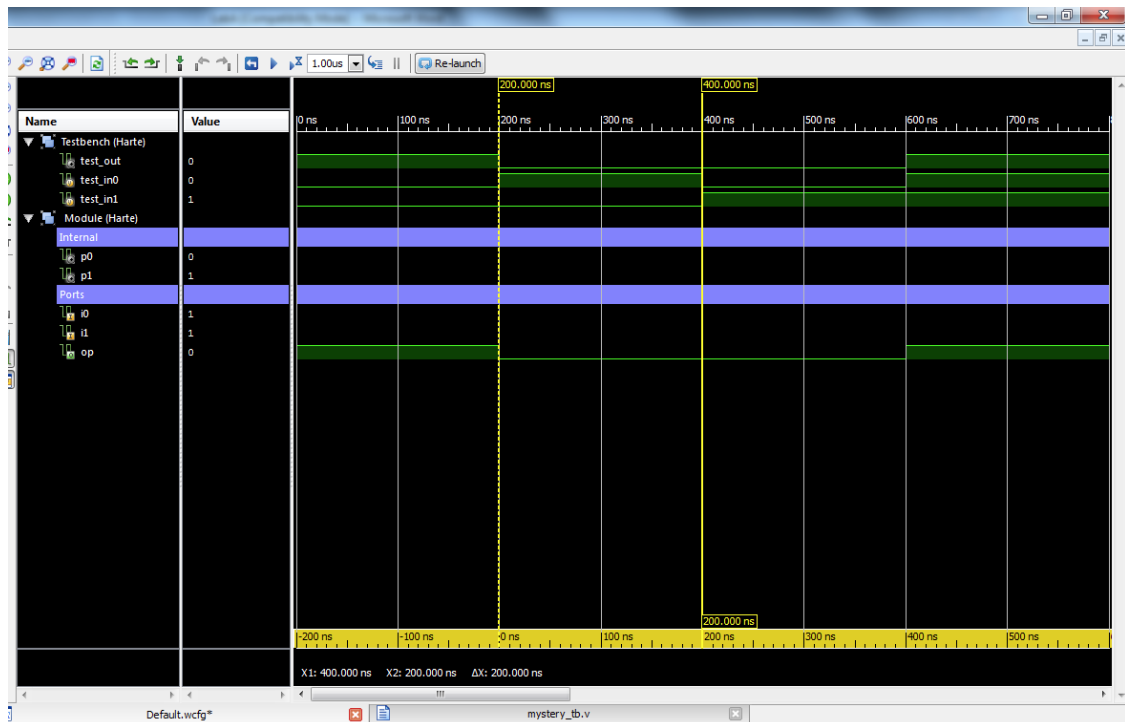 1.00us Re-launch
200.000 ns 400.000 ns
Name Value 0 ns 100 ns 200 ns 300 ns 400 ns 500 ns 600 ns 700 ns
Testbench (Harte)
test_out 0
test_in0 0
test_in1 1
Module (Harte)
Internal
p0 0
p1 1
Ports
i0 1
i1 1
op 0
200.000 ns
-200 ns -100 ns 0 ns 100 ns 200 ns 300 ns 400 ns 500 ns
X1: 400.000 ns X2: 200.000 ns ΔX: 200.000 ns
Default.wcfg* mystery_tb.v